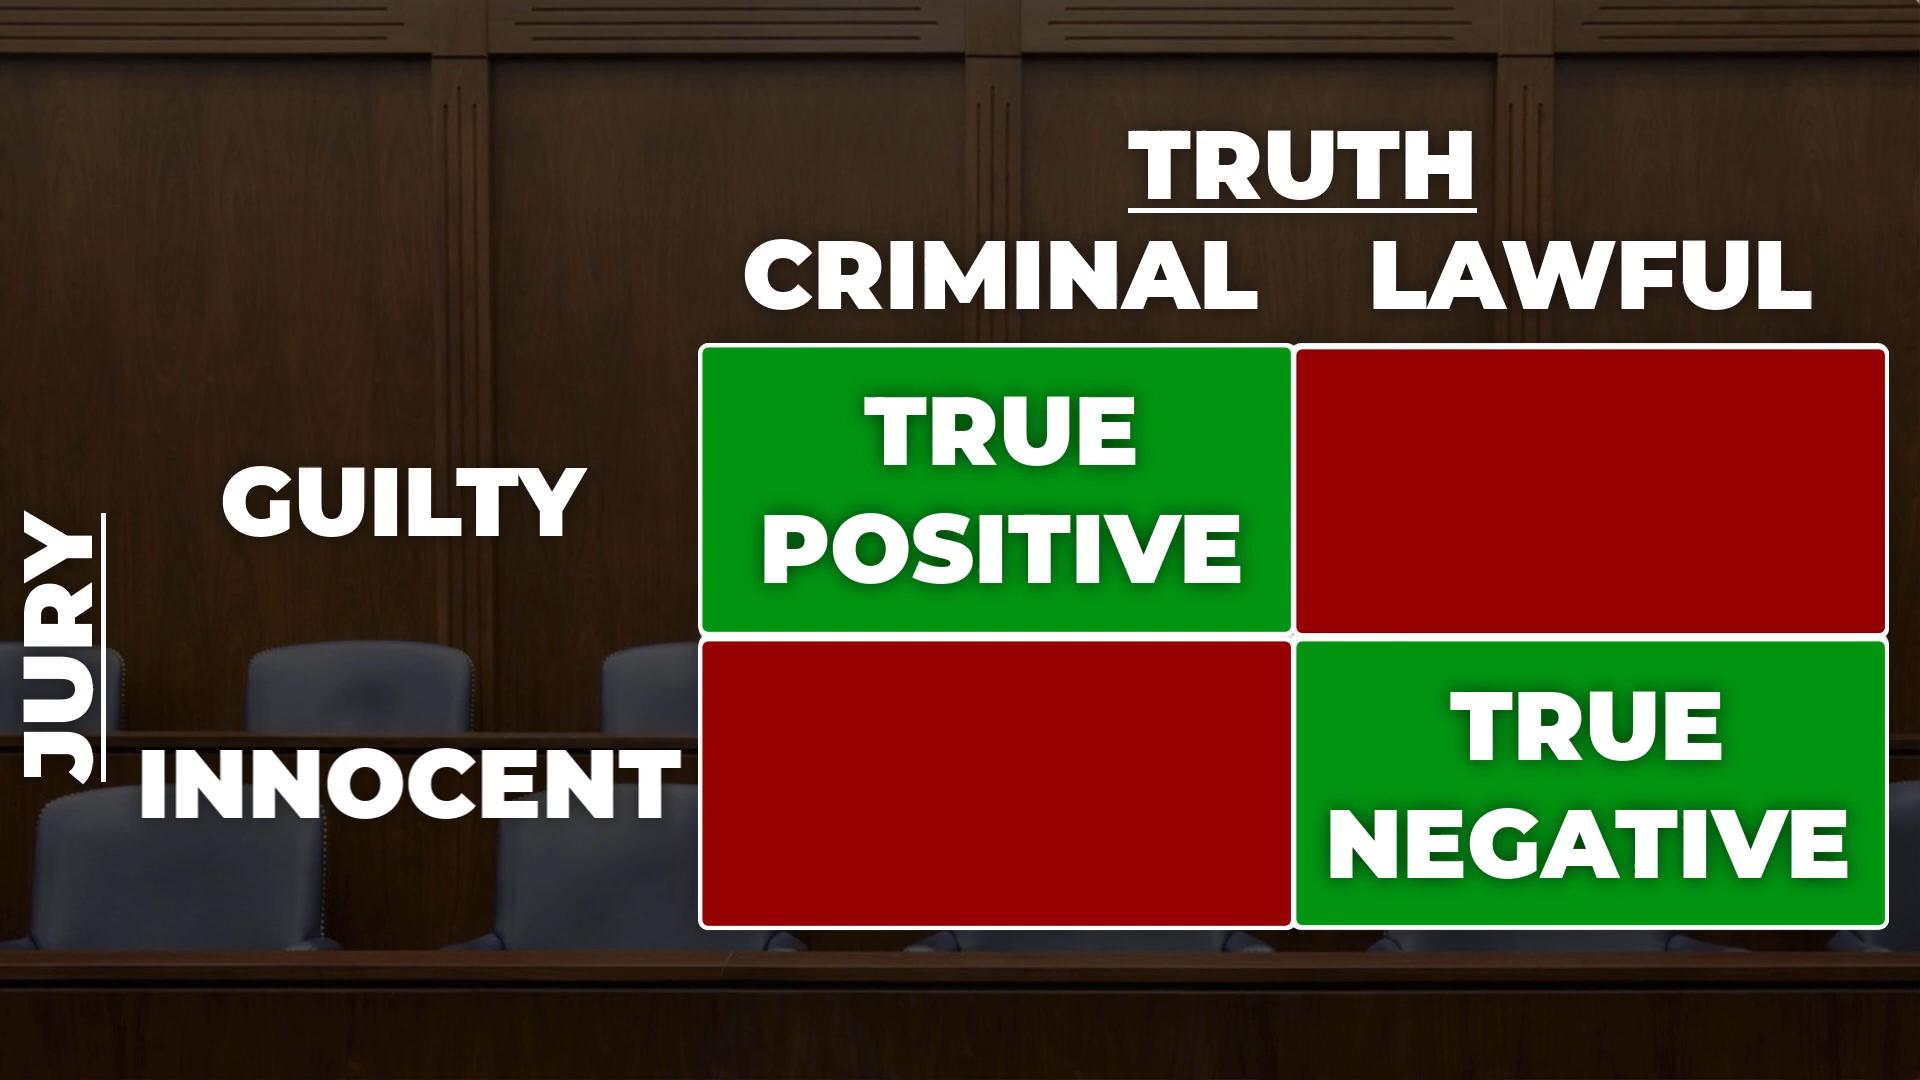 TRUTH
CRIMINAL LAWFUL
JURY
GUILTY
TRUE
POSITIVE
INNOCENT
TRUE
NEGATIVE